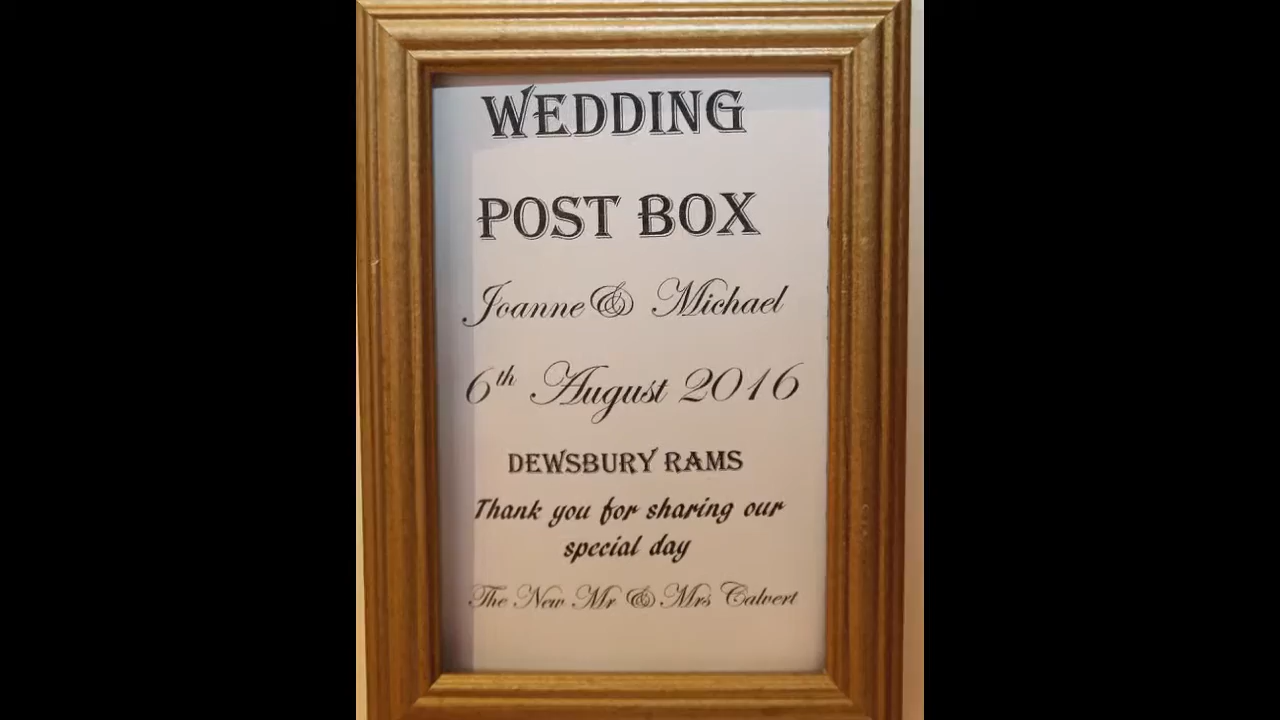 WEDDING
POST BOX
Joanne & Michael
6th August 2016
DEWSBURY RAMS
Thank you for sharing our
special day
The New Mr & Mrs Calvert